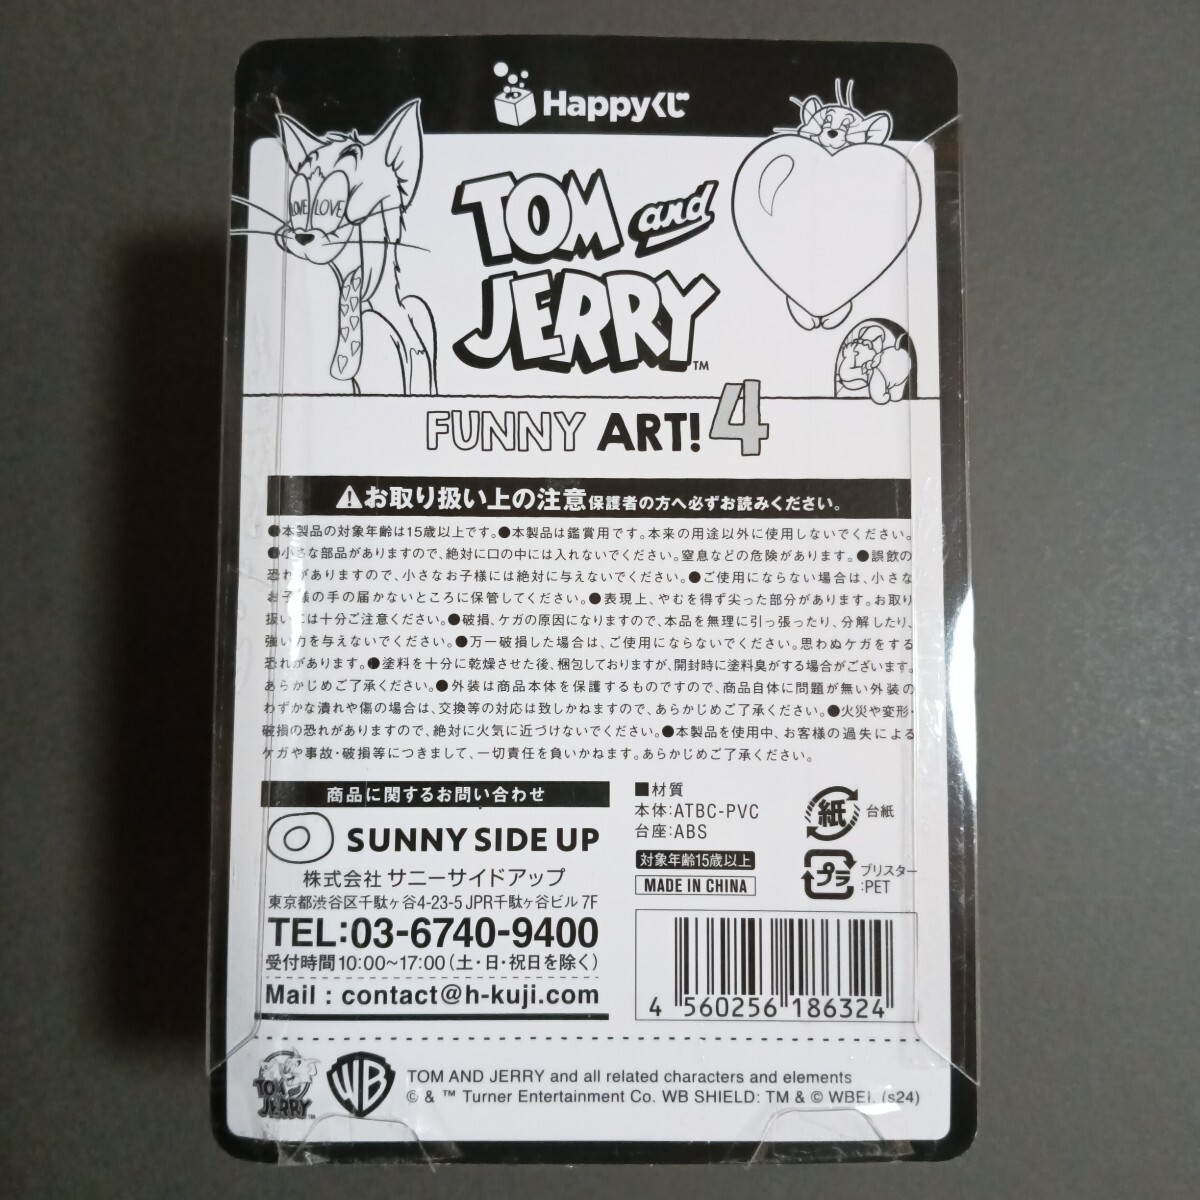 Happyくじ
LOVE LOVE
TOM and
JERRY™
FUNNY ART! 4
⚠お取り扱い上の注意 保護者の方へ必ずお読みください。
●本製品の対象年齢は15歳以上です。●本製品は鑑賞用です。本来の用途以外に使用しないでください。
●小さな部品がありますので、絶対に口の中には入れないでください。窒息などの危険があります。●誤飲の
恐れがありますので、小さなお子様には絶対に与えないでください。●ご使用にならない場合は、小さな
お子様の手の届かないところに保管してください。●表現上、やむを得ず尖った部分があります。お取り
扱いには十分ご注意ください。●破損、ケガの原因になりますので、本品を無理に引っ張ったり、分解したり、
強い力を与えないでください。●万一破損した場合は、ご使用にならないでください。思わぬケガをする
恐れがあります。●塗料を十分に乾燥させた後、梱包しておりますが、開封時に塗料臭がする場合がございます。
あらかじめご了承ください。●外装は商品本体を保護するものですので、商品自体に問題が無い外装の
わずかな潰れや傷の場合は、交換等の対応は致しかねますので、あらかじめご了承ください。●火災や変形・
破損の恐れがありますので、絶対に火気に近づけないでください。●本製品を使用中、お客様の過失による
ケガや事故・破損等につきまして、一切責任を負いかねます。あらかじめご了承ください。
商品に関するお問い合わせ
SUNNY SIDE UP
株式会社 サニーサイドアップ
東京都渋谷区千駄ヶ谷4-23-5 JPR千駄ヶ谷ビル 7F
TEL:03-6740-9400
受付時間10:00~17:00(土・日・祝日を除く)
Mail : contact@h-kuji.com
■材質
本体:ATBC-PVC
台座:ABS
対象年齢15歳以上
MADE IN CHINA
紙 台紙
プラ ブリスター
:PET
4 560256 186324
TOM AND JERRY™
WB
TOM AND JERRY and all related characters and elements
© & ™ Turner Entertainment Co. WB SHIELD: TM & © WBEI. (s24)